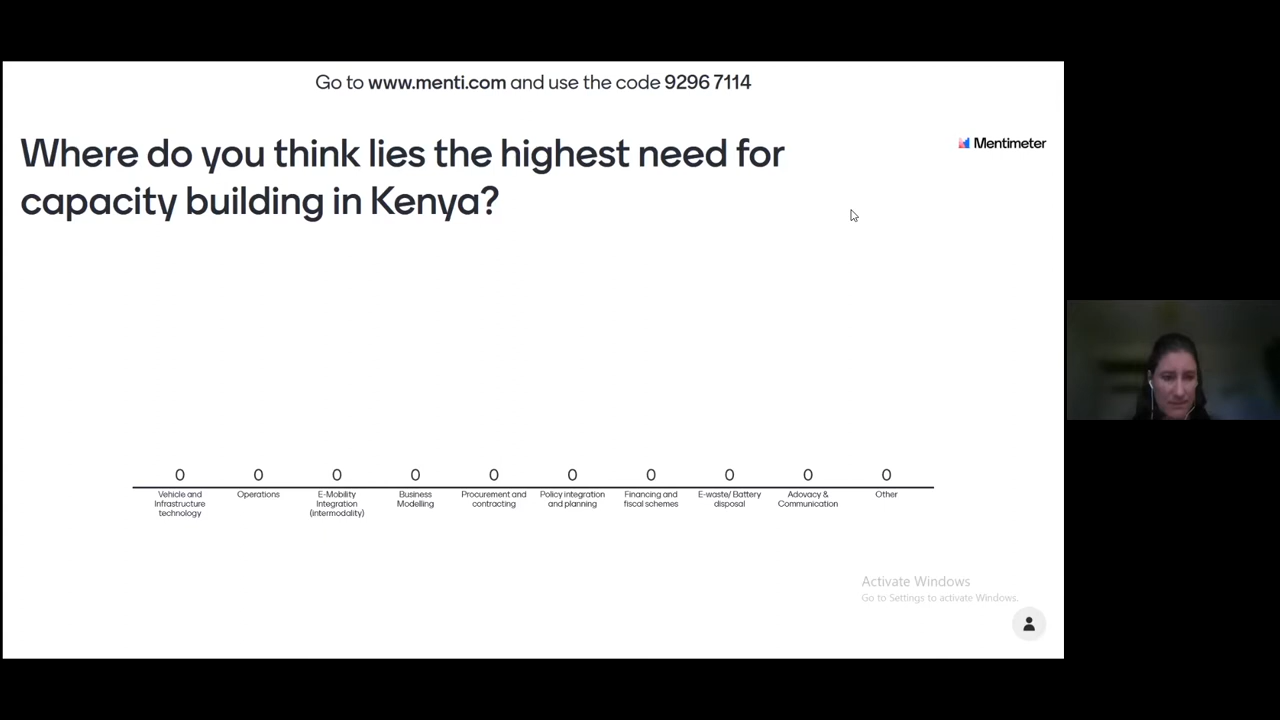 Go to www.menti.com and use the code 9296 7114
Where do you think lies the highest need for
capacity building in Kenya?
Mentimeter
0 0 0 0 0 0 0 0 0 0
Vehicle and
Infrastructure
technology
Operations
E-Mobility
Integration
(intermodality)
Business
Modelling
Procurement and
contracting
Policy integration
and planning
Financing and
fiscal schemes
E-waste/ Battery
disposal
Adovacy &
Communication
Other
Activate Windows
Go to Settings to activate Windows.